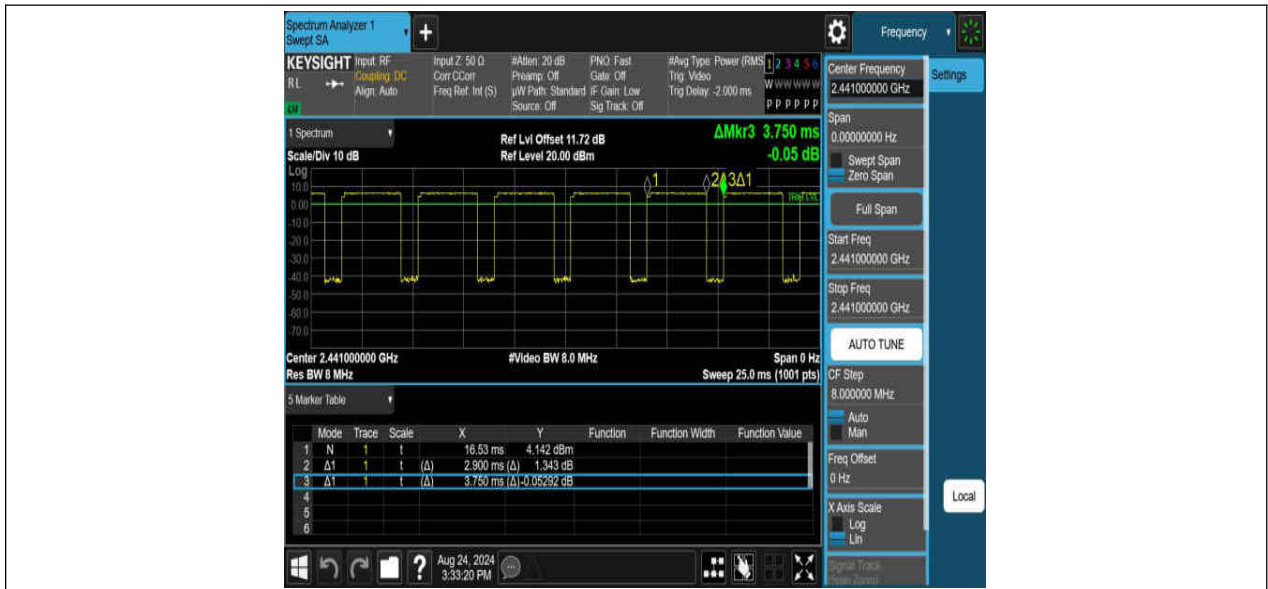 Spectrum Analyzer 1
Swept SA
+
Frequency
KEYSIGHT
RL
Input: RF
Coupling: DC
Align: Auto
Input Z: 50 Ω
Corr CCorr
Freq Ref: Int (S)
#Atten: 20 dB
Preamp: Off
µW Path: Standard
Source: Off
PNO: Fast
Gate: Off
IF Gain: Low
Sig Track: Off
#Avg Type: Power (RMS
Trig: Video
Trig Delay: -2.000 ms
1 2 3 4 5 6
W W W W W W
P P P P P P
1 Spectrum
Scale/Div 10 dB
Ref Lvl Offset 11.72 dB
Ref Level 20.00 dBm
ΔMkr3 3.750 ms
-0.05 dB
Log
10.0
0.00
-10.0
-20.0
-30.0
-40.0
-50.0
-60.0
-70.0
1
2Δ3Δ1
Center 2.441000000 GHz
#Video BW 8.0 MHz
Span 0 Hz
Res BW 8 MHz
Sweep 25.0 ms (1001 pts)
5 Marker Table
Mode Trace Scale X Y Function Function Width Function Value
1 N 1 t 16.53 ms 4.142 dBm
2 Δ1 1 t (Δ) 2.900 ms (Δ) 1.343 dB
3 Δ1 1 t (Δ) 3.750 ms (Δ) -0.05292 dB
4
5
6
?
Aug 24, 2024
3:33:20 PM
Center Frequency
2.441000000 GHz
Settings
Span
0.00000000 Hz
Swept Span
Zero Span
Full Span
Start Freq
2.441000000 GHz
Stop Freq
2.441000000 GHz
AUTO TUNE
CF Step
8.000000 MHz
Auto
Man
Freq Offset
0 Hz
X Axis Scale
Log
Lin
Local
Signal Track
(Span Zoom)